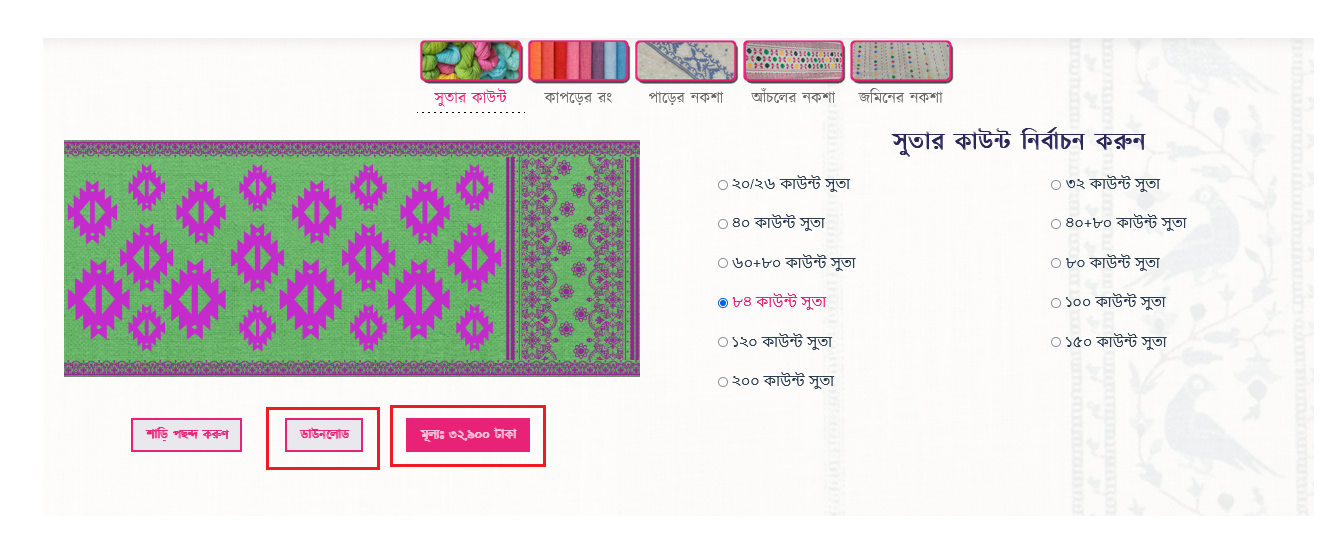 সুতার কাউন্ট কাপড়ের রং পাড়ের নকশা আঁচলের নকশা জমিনের নকশা
সুতার কাউন্ট নির্বাচন করুন
২০/২৬ কাউন্ট সুতা ৩২ কাউন্ট সুতা
৪০ কাউন্ট সুতা ৪০+৮০ কাউন্ট সুতা
৬০+৮০ কাউন্ট সুতা ৮০ কাউন্ট সুতা
৮৪ কাউন্ট সুতা ১০০ কাউন্ট সুতা
১২০ কাউন্ট সুতা ১৫০ কাউন্ট সুতা
২০০ কাউন্ট সুতা
শাড়ি পছন্দ করুণ ডাউনলোড মূল্যঃ ৩২,৯০০ টাকা